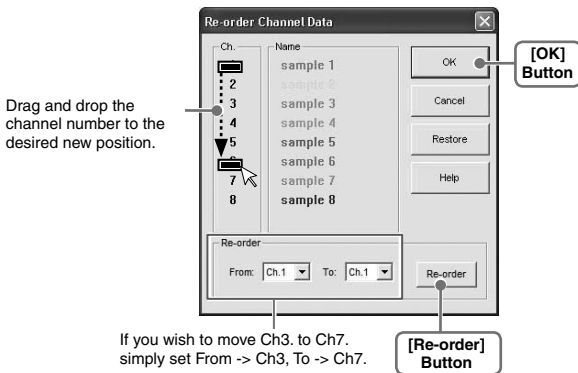 Re-order Channel Data
Ch. Name
sample 1
2
3 sample 3
4 sample 4
5 sample 5
sample 6
7 sample 7
8 sample 8
OK
Cancel
Restore
Help
[OK]
Button
Drag and drop the
channel number to the
desired new position.
Re-order
From: Ch.1 To: Ch.1
Re-order
If you wish to move Ch3. to Ch7.
simply set From -> Ch3, To -> Ch7.
[Re-order]
Button